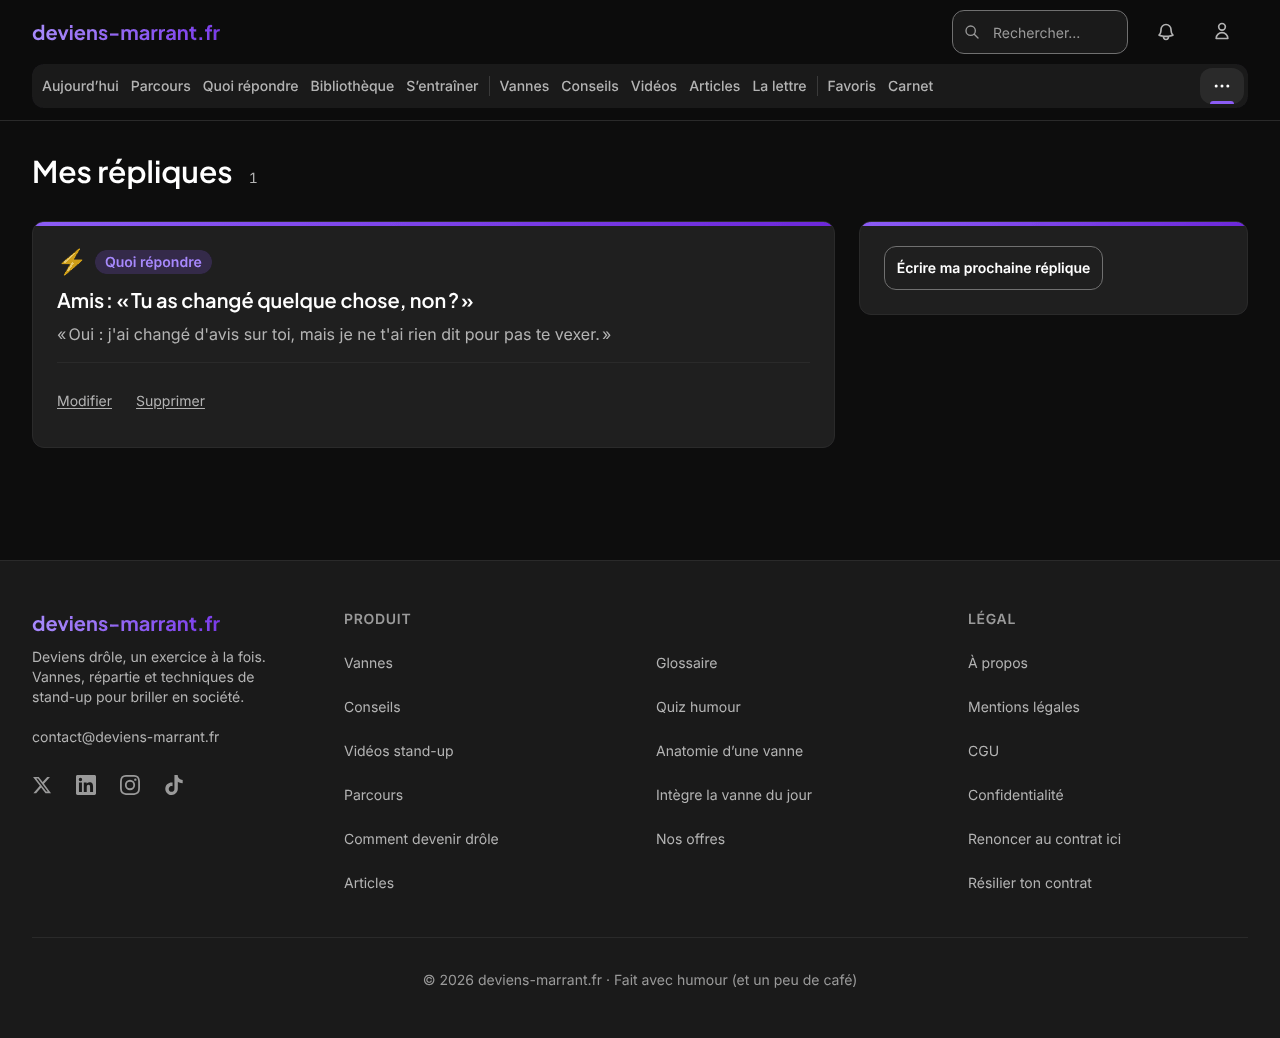 deviens-marrant.fr
Rechercher...
Aujourd’hui Parcours Quoi répondre Bibliothèque S’entraîner Vannes Conseils Vidéos Articles La lettre Favoris Carnet
Mes répliques 1
Quoi répondre
Amis : « Tu as changé quelque chose, non ? »
« Oui : j'ai changé d'avis sur toi, mais je ne t'ai rien dit pour pas te vexer. »
Modifier Supprimer
Écrire ma prochaine réplique
deviens-marrant.fr
Deviens drôle, un exercice à la fois.
Vannes, répartie et techniques de
stand-up pour briller en société.
contact@deviens-marrant.fr
PRODUIT
Vannes
Conseils
Vidéos stand-up
Parcours
Comment devenir drôle
Articles
Glossaire
Quiz humour
Anatomie d’une vanne
Intègre la vanne du jour
Nos offres
LÉGAL
À propos
Mentions légales
CGU
Confidentialité
Renoncer au contrat ici
Résilier ton contrat
© 2026 deviens-marrant.fr · Fait avec humour (et un peu de café)